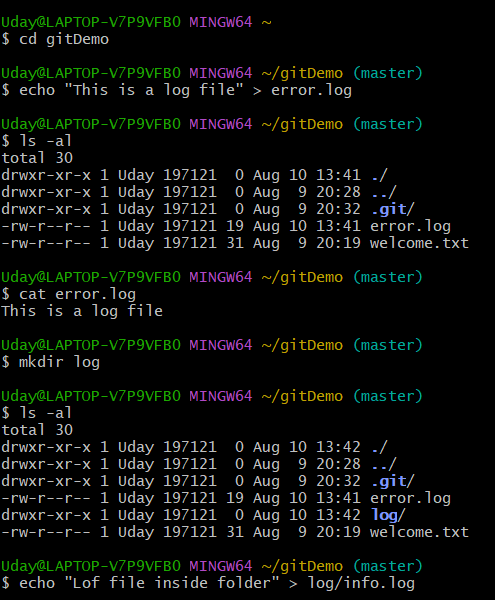 Uday@LAPTOP-V7P9VFB0 MINGW64 ~
$ cd gitDemo
Uday@LAPTOP-V7P9VFB0 MINGW64 ~/gitDemo (master)
$ echo "This is a log file" > error.log
Uday@LAPTOP-V7P9VFB0 MINGW64 ~/gitDemo (master)
$ ls -al
total 30
drwxr-xr-x 1 Uday 197121  0 Aug 10 13:41 ./
drwxr-xr-x 1 Uday 197121  0 Aug  9 20:28 ../
drwxr-xr-x 1 Uday 197121  0 Aug  9 20:32 .git/
-rw-r--r-- 1 Uday 197121 19 Aug 10 13:41 error.log
-rw-r--r-- 1 Uday 197121 31 Aug  9 20:19 welcome.txt
Uday@LAPTOP-V7P9VFB0 MINGW64 ~/gitDemo (master)
$ cat error.log
This is a log file
Uday@LAPTOP-V7P9VFB0 MINGW64 ~/gitDemo (master)
$ mkdir log
Uday@LAPTOP-V7P9VFB0 MINGW64 ~/gitDemo (master)
$ ls -al
total 30
drwxr-xr-x 1 Uday 197121  0 Aug 10 13:42 ./
drwxr-xr-x 1 Uday 197121  0 Aug  9 20:28 ../
drwxr-xr-x 1 Uday 197121  0 Aug  9 20:32 .git/
-rw-r--r-- 1 Uday 197121 19 Aug 10 13:41 error.log
drwxr-xr-x 1 Uday 197121  0 Aug 10 13:42 log/
-rw-r--r-- 1 Uday 197121 31 Aug  9 20:19 welcome.txt
Uday@LAPTOP-V7P9VFB0 MINGW64 ~/gitDemo (master)
$ echo "Lof file inside folder" > log/info.log